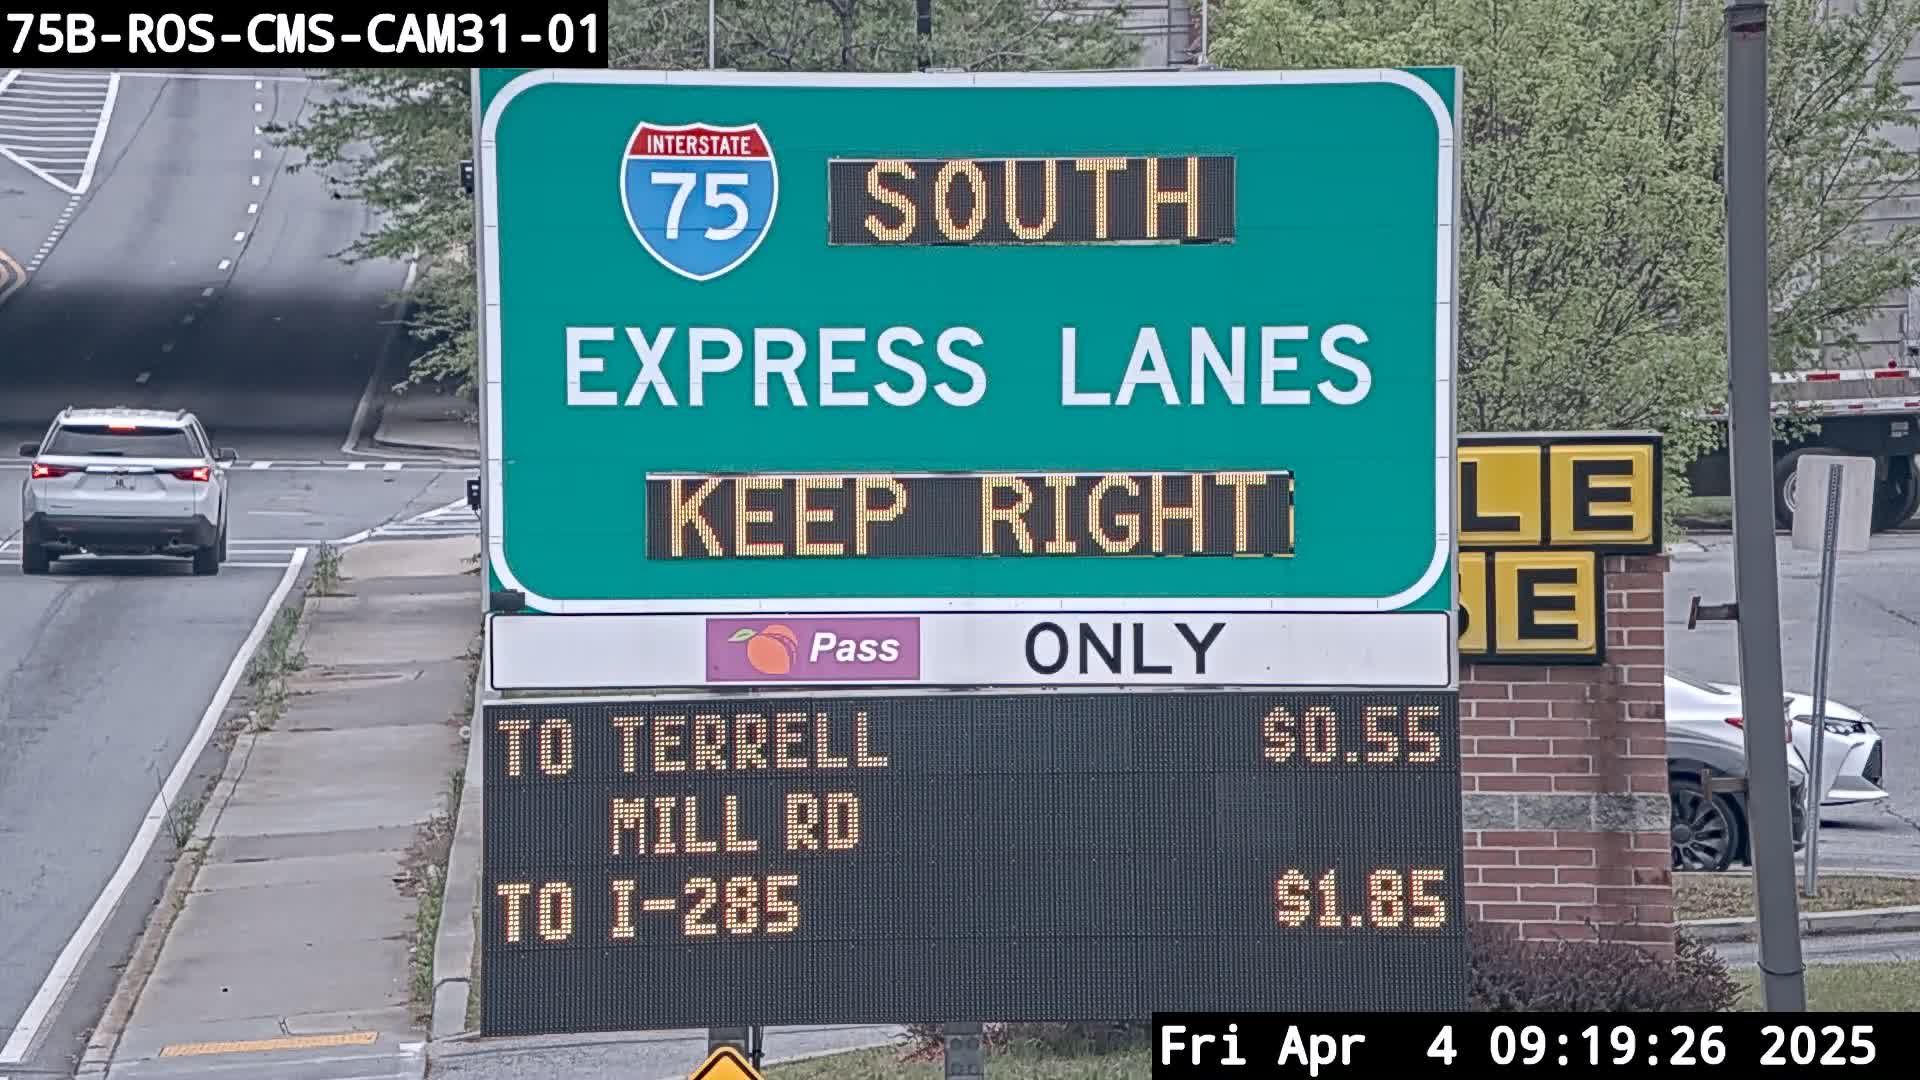 75B-ROS-CMS-CAM31-01
INTERSTATE
75
SOUTH
EXPRESS LANES
KEEP RIGHT
Pass ONLY
TO TERRELL $0.55
MILL RD
TO I-285 $1.85
LE
E
Fri Apr 4 09:19:26 2025